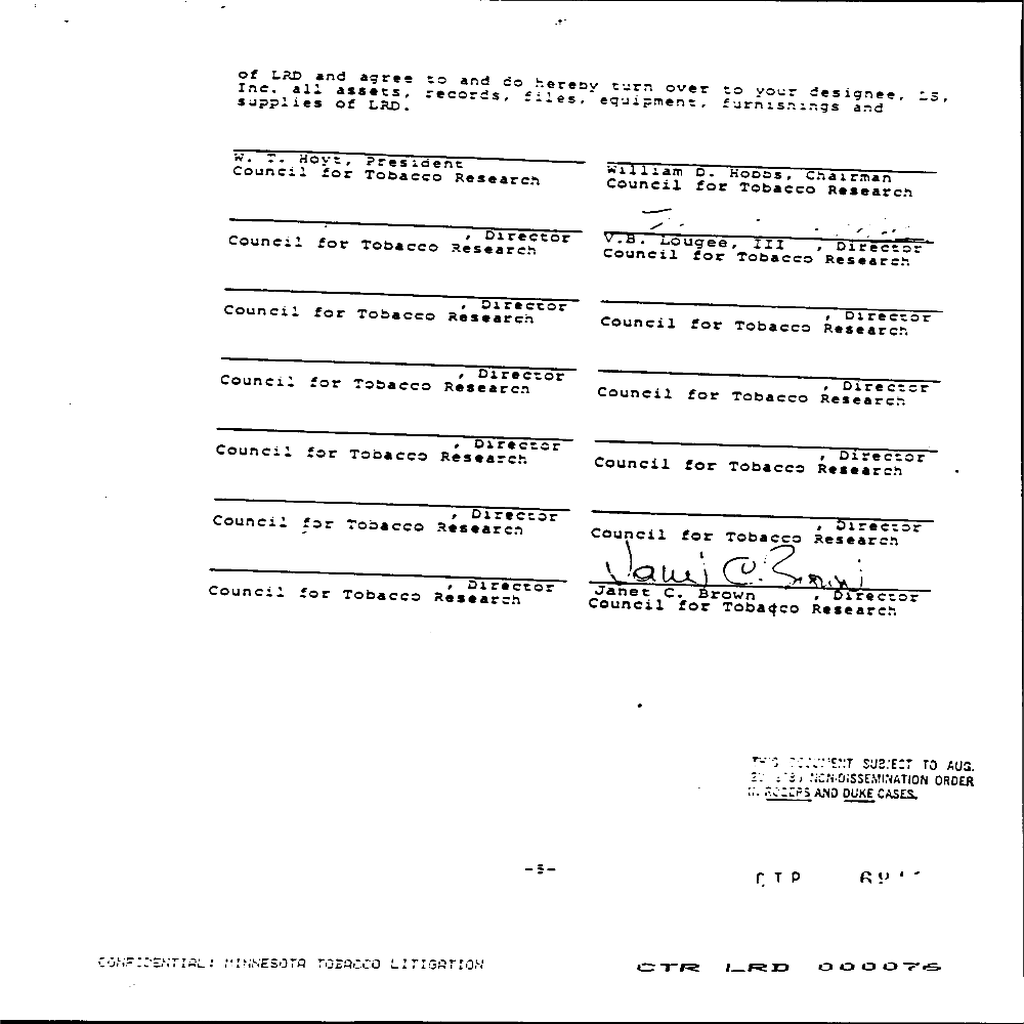 of LRD and agree to and do hereby turn over to your designee, LS,
Inc. all assets, records, files, equipment, furnishings and
supplies of LRD.
W. T. Hoyt, President
Council for Tobacco Research
William D. Hobbs, Chairman
Council for Tobacco Research
, Director
Council for Tobacco Research
V.B. Lougee, III , Director
Council for Tobacco Research
, Director
Council for Tobacco Research
, Director
Council for Tobacco Research
, Director
Council for Tobacco Research
, Director
Council for Tobacco Research
, Director
Council for Tobacco Research
, Director
Council for Tobacco Research
, Director
Council for Tobacco Research
, Director
Council for Tobacco Research
, Director
Council for Tobacco Research
Janet C. Brown
Janet C. Brown , Director
Council for Tobacco Research
THIS DOCUMENT SUBJECT TO AUG.
NON-DISSEMINATION ORDER
ROGERS AND DUKE CASES.
-5-
CONFIDENTIAL: MINNESOTA TOBACCO LITIGATION
CTR LRD 000076